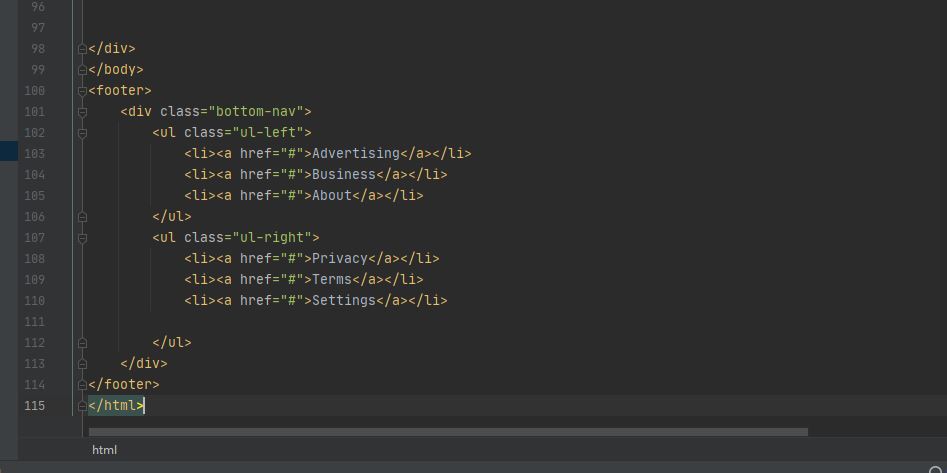 96
97
98 </div>
99 </body>
100 <footer>
101 <div class="bottom-nav">
102 <ul class="ul-left">
103 <li><a href="#">Advertising</a></li>
104 <li><a href="#">Business</a></li>
105 <li><a href="#">About</a></li>
106 </ul>
107 <ul class="ul-right">
108 <li><a href="#">Privacy</a></li>
109 <li><a href="#">Terms</a></li>
110 <li><a href="#">Settings</a></li>
111
112 </ul>
113 </div>
114 </footer>
115 </html>
html